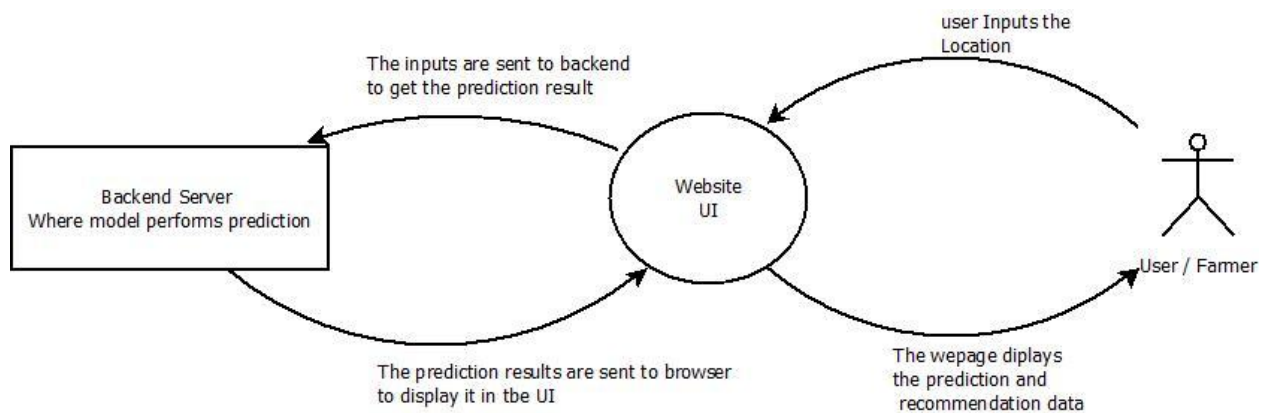 user Inputs the
Location
The inputs are sent to backend
to get the prediction result
Backend Server
Where model performs prediction
Website
UI
User / Farmer
The prediction results are sent to browser
to display it in tbe UI
The wepage diplays
the prediction and
recommendation data